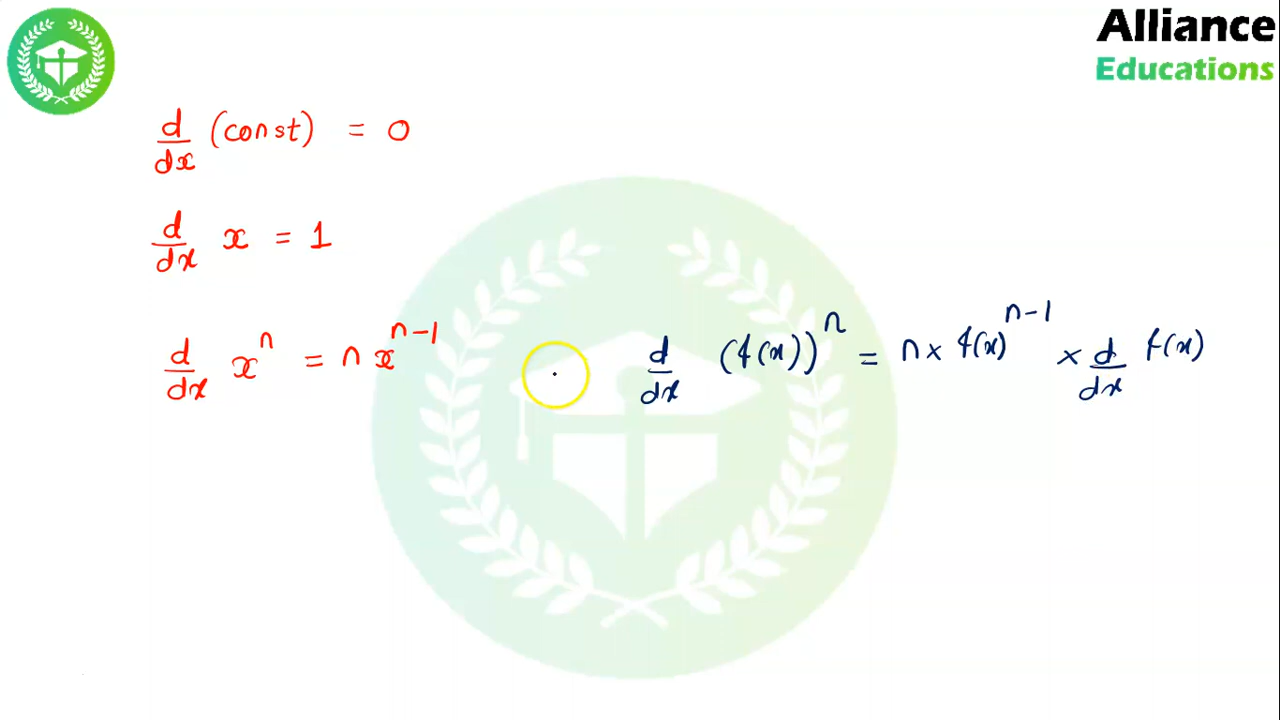 Alliance
Educations
d/dx (const) = 0
d/dx x = 1
d/dx x^n = n x^(n-1)
d/dx (f(x))^n = n × f(x)^(n-1) × d/dx f(x)